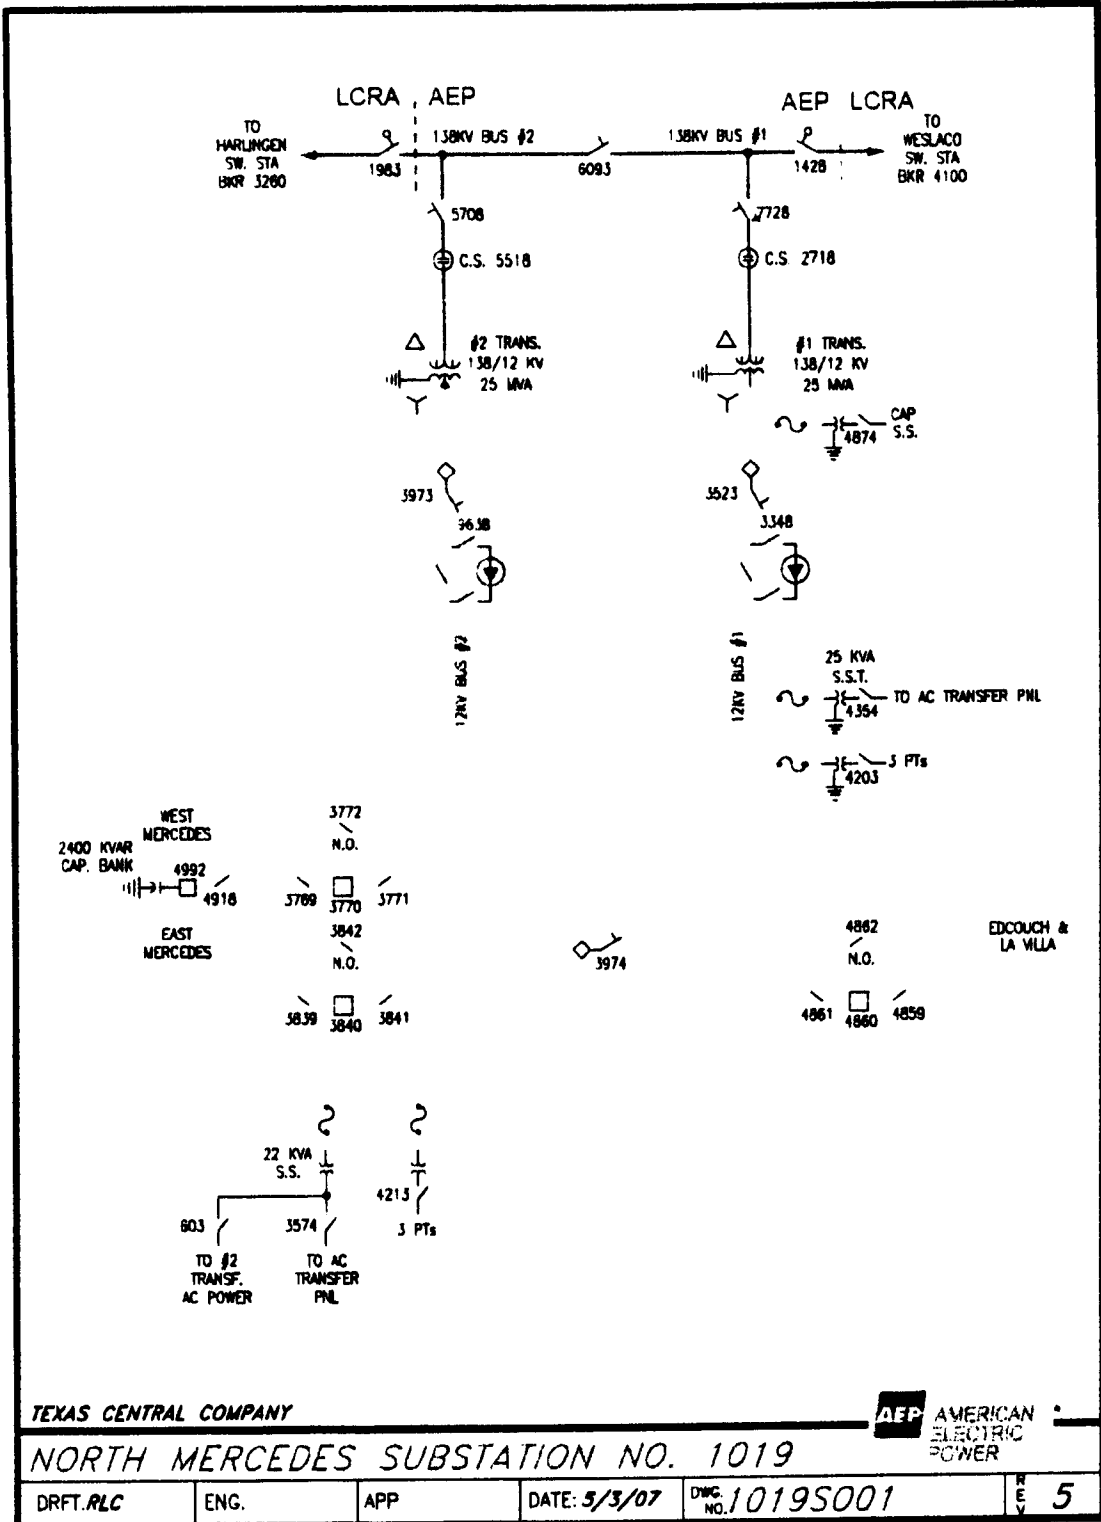 LCRA AEP
AEP LCRA
TO
HARLINGEN
SW. STA
BKR 3260
1983
138KV BUS #2
6093
138KV BUS #1
1428
TO
WESLACO
SW. STA
BKR 4100
5708
7728
C.S. 5518
C.S. 2718
#2 TRANS.
138/12 KV
25 MVA
#1 TRANS.
138/12 KV
25 MVA
4874
CAP
S.S.
3973
9638
3523
3348
12KV BUS #2
12KV BUS #1
25 KVA
S.S.T.
4354
TO AC TRANSFER PNL
4203
3 PTs
WEST
MERCEDES
2400 KVAR
CAP. BANK
4992
4918
3772
N.O.
3769
3770
3771
EAST
MERCEDES
3842
N.O.
3839
3840
3841
3974
4862
N.O.
4861
4860
4859
EDCOUCH &
LA VILLA
22 KVA
S.S.
603
3574
4213
3 PTs
TO #2
TRANSF.
AC POWER
TO AC
TRANSFER
PNL
TEXAS CENTRAL COMPANY
AEP AMERICAN
ELECTRIC
POWER
NORTH MERCEDES SUBSTATION NO. 1019
DRFT. RLC
ENG.
APP
DATE: 5/3/07
DWG. NO. 1019S001
REV 5